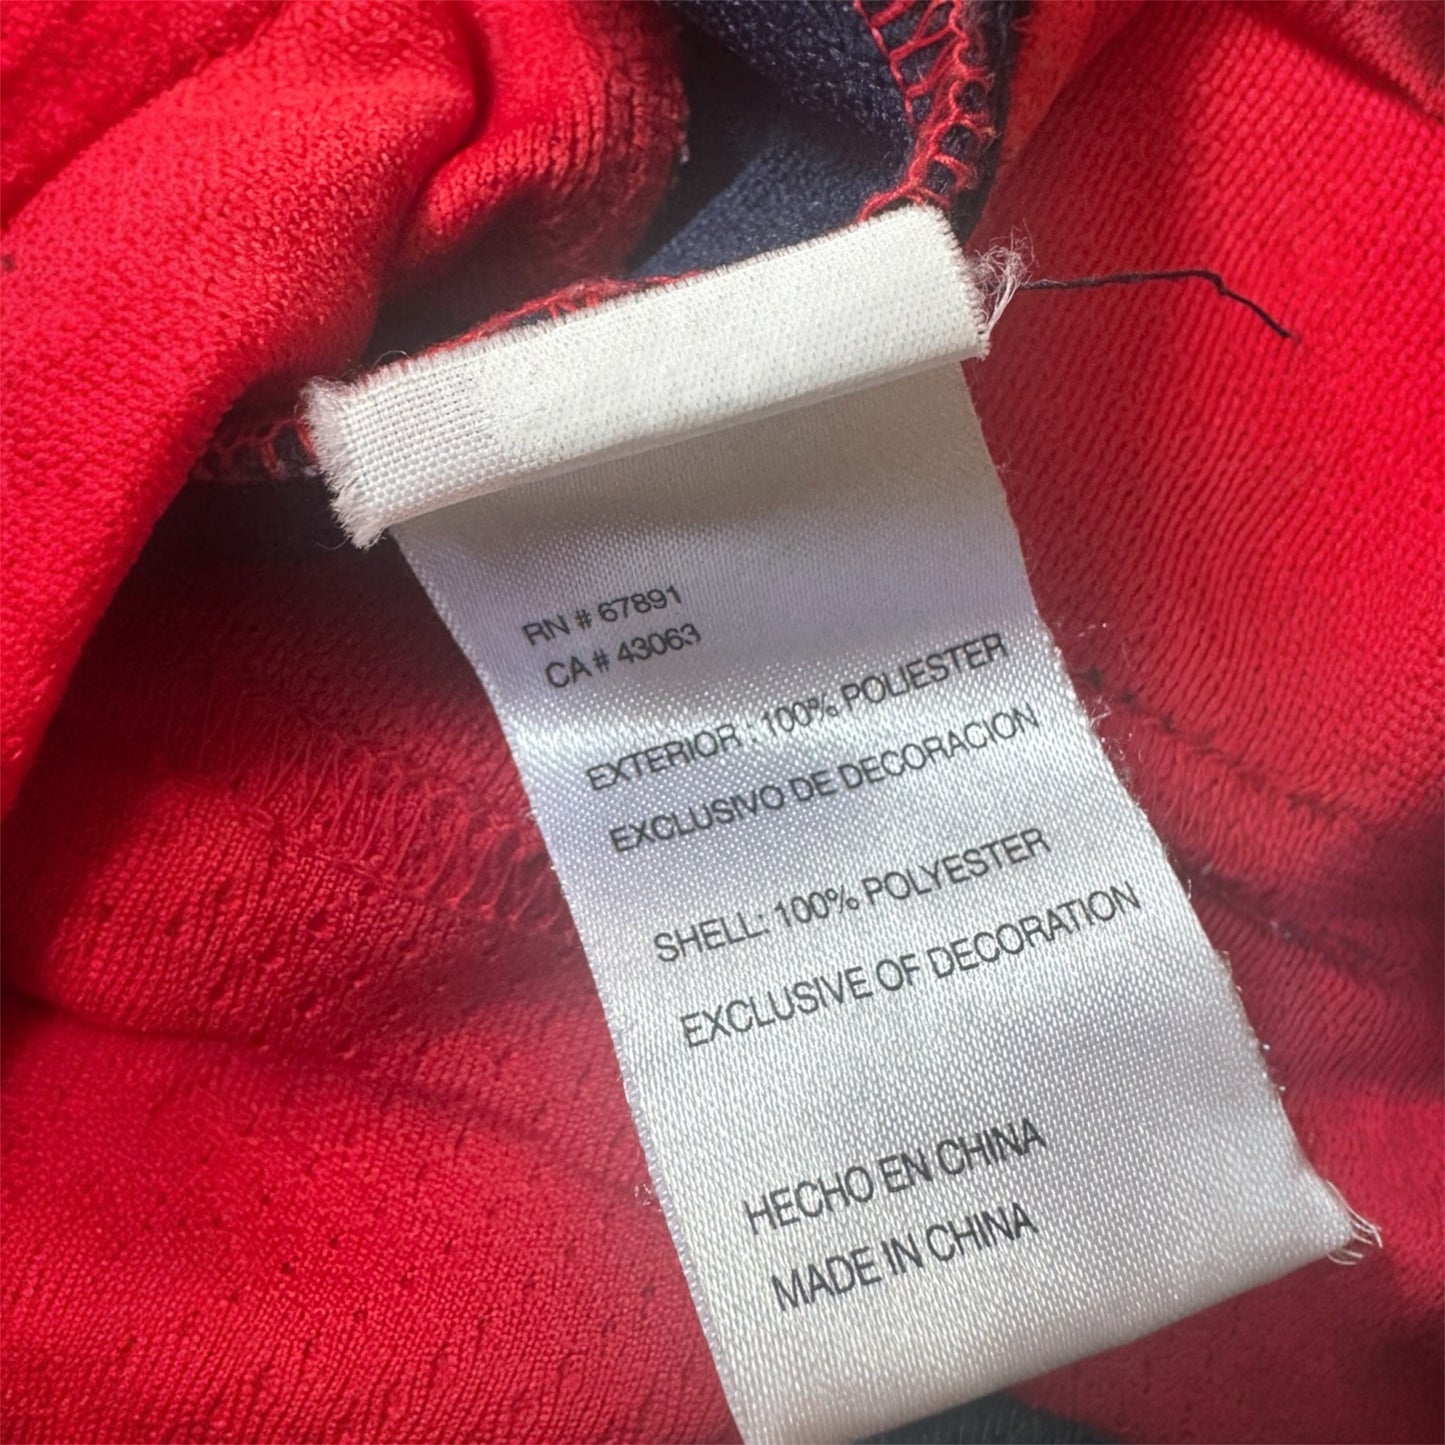 RN # 67891
CA # 43063
EXTERIOR : 100% POLIESTER
EXCLUSIVO DE DECORACION
SHELL: 100% POLYESTER
EXCLUSIVE OF DECORATION
HECHO EN CHINA
MADE IN CHINA